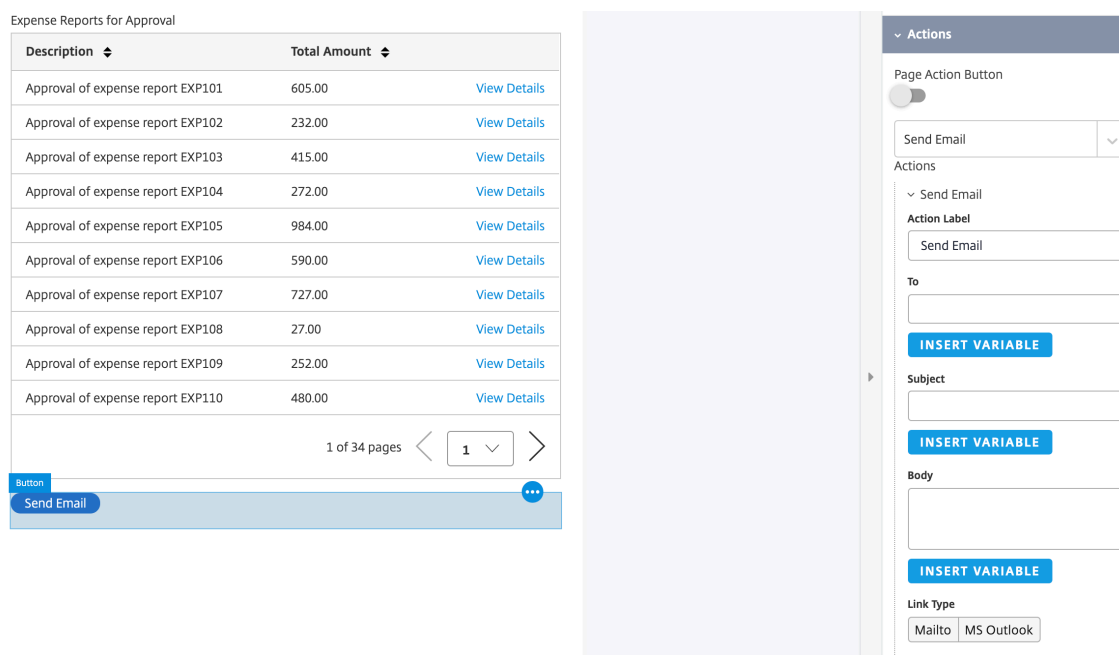 Expense Reports for Approval
Description Total Amount
Approval of expense report EXP101 605.00 View Details
Approval of expense report EXP102 232.00 View Details
Approval of expense report EXP103 415.00 View Details
Approval of expense report EXP104 272.00 View Details
Approval of expense report EXP105 984.00 View Details
Approval of expense report EXP106 590.00 View Details
Approval of expense report EXP107 727.00 View Details
Approval of expense report EXP108 27.00 View Details
Approval of expense report EXP109 252.00 View Details
Approval of expense report EXP110 480.00 View Details
1 of 34 pages 1
Button
Send Email
Actions
Page Action Button
Send Email
Actions
Send Email
Action Label
Send Email
To
INSERT VARIABLE
Subject
INSERT VARIABLE
Body
INSERT VARIABLE
Link Type
Mailto MS Outlook